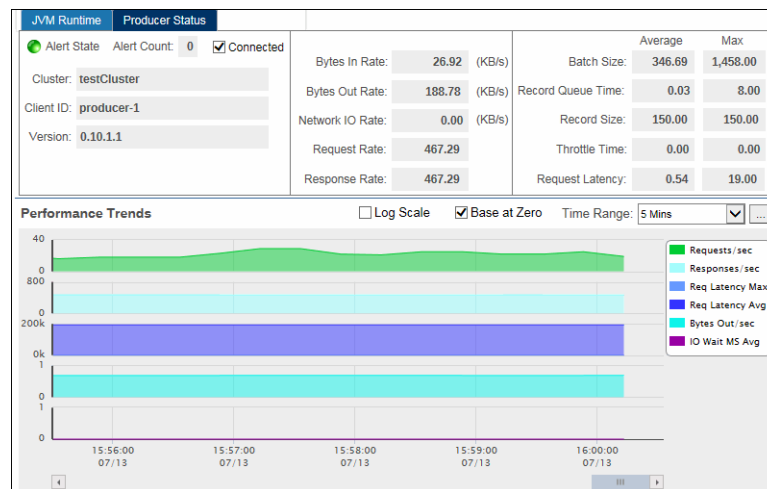 JVM Runtime Producer Status
Alert State Alert Count: 0 Connected
Cluster: testCluster
Client ID: producer-1
Version: 0.10.1.1
Bytes In Rate: 26.92 (KB/s)
Bytes Out Rate: 188.78 (KB/s)
Network IO Rate: 0.00 (KB/s)
Request Rate: 467.29
Response Rate: 467.29
Average Max
Batch Size: 346.69 1,458.00
Record Queue Time: 0.03 8.00
Record Size: 150.00 150.00
Throttle Time: 0.00 0.00
Request Latency: 0.54 19.00
Performance Trends Log Scale Base at Zero Time Range: 5 Mins ...
40
0
800
0
200k
0k
1
0
1
0
15:56:00 15:57:00 15:58:00 15:59:00 16:00:00
07/13 07/13 07/13 07/13 07/13
Requests/sec
Responses/sec
Req Latency Max
Req Latency Avg
Bytes Out/sec
IO Wait MS Avg